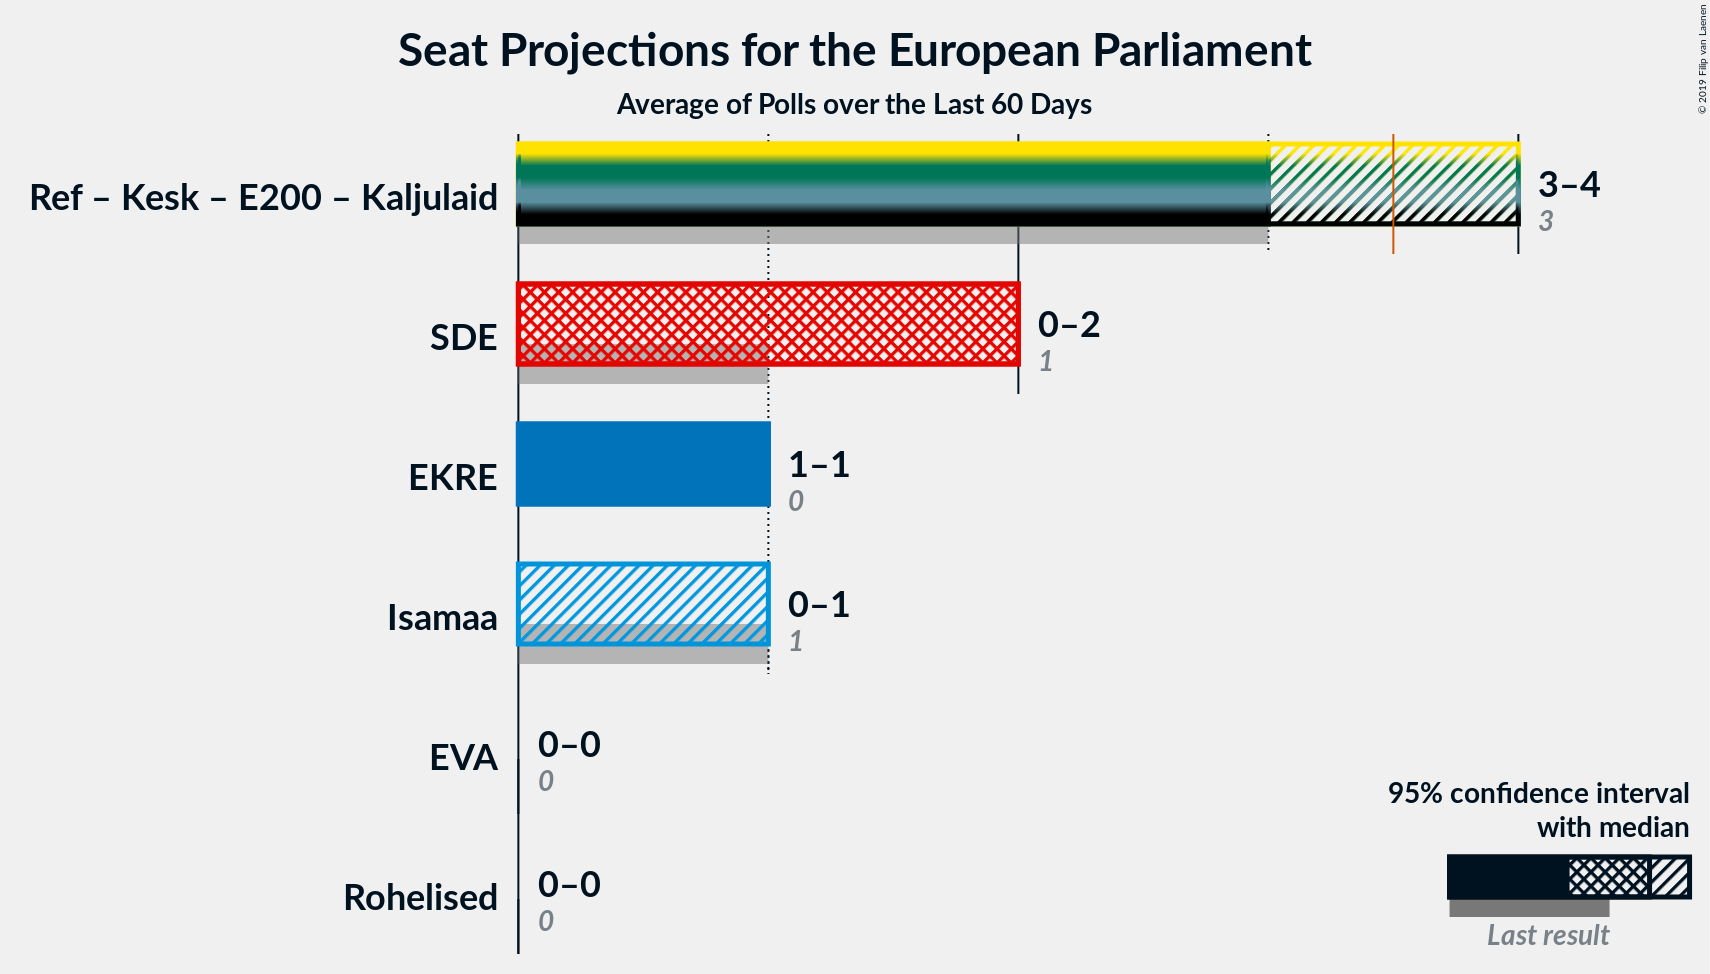 Seat Projections for the European Parliament
Average of Polls over the Last 60 Days
© 2019 Filip van Laenen
Ref – Kesk – E200 – Kaljulaid
3–4
3
SDE
0–2
1
EKRE
1–1
0
Isamaa
0–1
1
EVA
0–0
0
Rohelised
0–0
0
95% confidence interval
with median
Last result